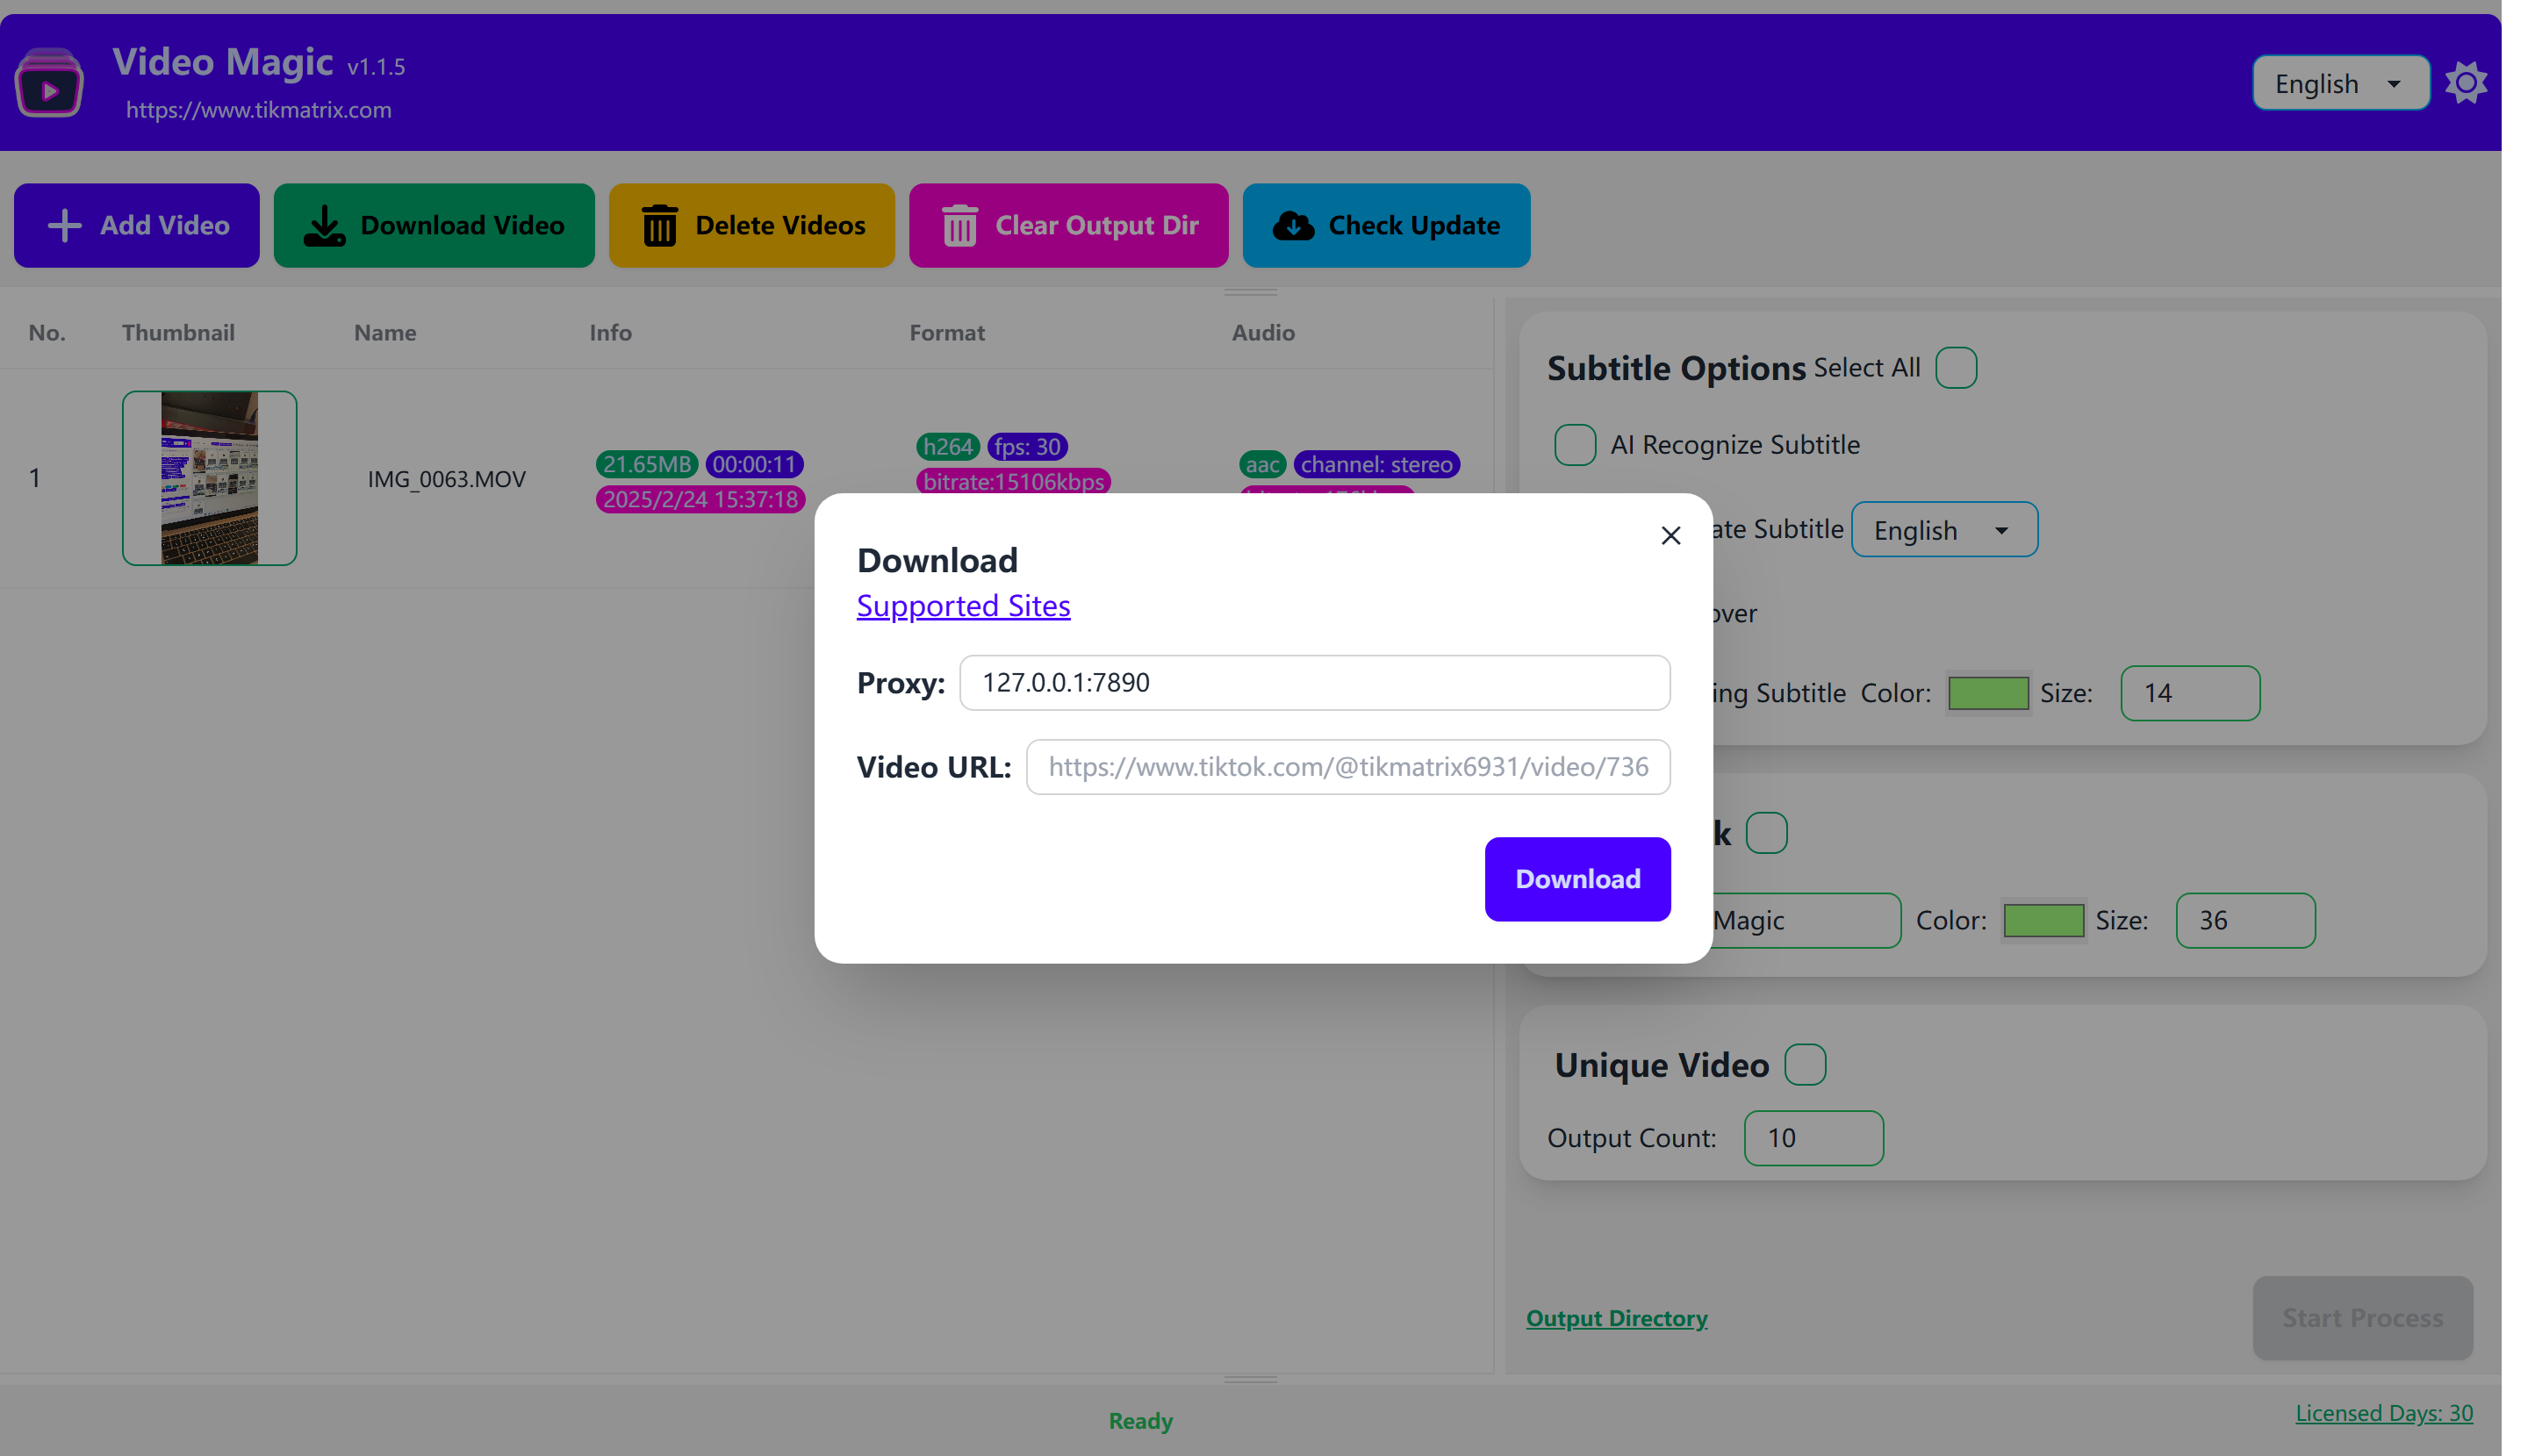 Video Magic v1.1.5
https://www.tikmatrix.com
English
Add Video
Download Video
Delete Videos
Clear Output Dir
Check Update
No. Thumbnail Name Info Format Audio
1
IMG_0063.MOV
21.65MB 00:00:11
2025/2/24 15:37:18
h264 fps: 30
bitrate:15106kbps
aac channel: stereo
Subtitle Options Select All
AI Recognize Subtitle
ate Subtitle English
over
ing Subtitle Color: Size: 14
k
Magic Color: Size: 36
Unique Video
Output Count: 10
Output Directory
Start Process
Download
Supported Sites
Proxy: 127.0.0.1:7890
Video URL: https://www.tiktok.com/@tikmatrix6931/video/736
Download
Ready
Licensed Days: 30